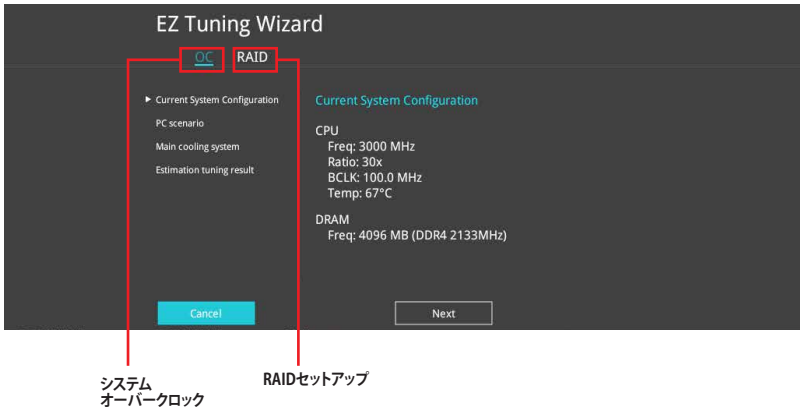 EZ Tuning Wizard
OC RAID
Current System Configuration
PC scenario
Main cooling system
Estimation tuning result
Current System Configuration
CPU
Freq: 3000 MHz
Ratio: 30x
BCLK: 100.0 MHz
Temp: 67°C
DRAM
Freq: 4096 MB (DDR4 2133MHz)
Cancel
Next
システム
オーバークロック
RAIDセットアップ